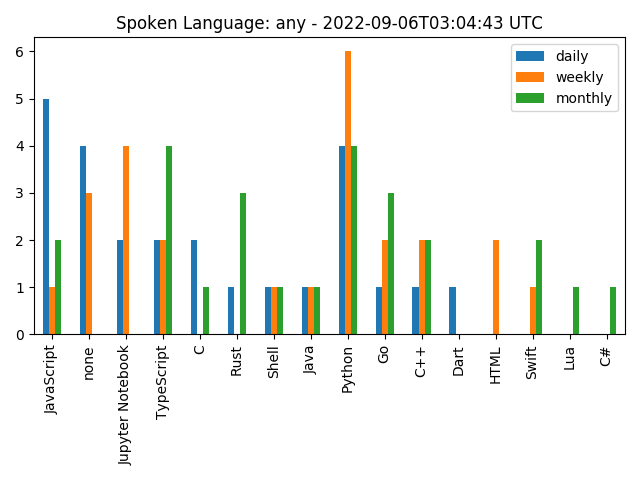 Spoken Language: any - 2022-09-06T03:04:43 UTC
daily
weekly
monthly
6
5
4
3
2
1
0
JavaScript
none
Jupyter Notebook
TypeScript
C
Rust
Shell
Java
Python
Go
C++
Dart
HTML
Swift
Lua
C#